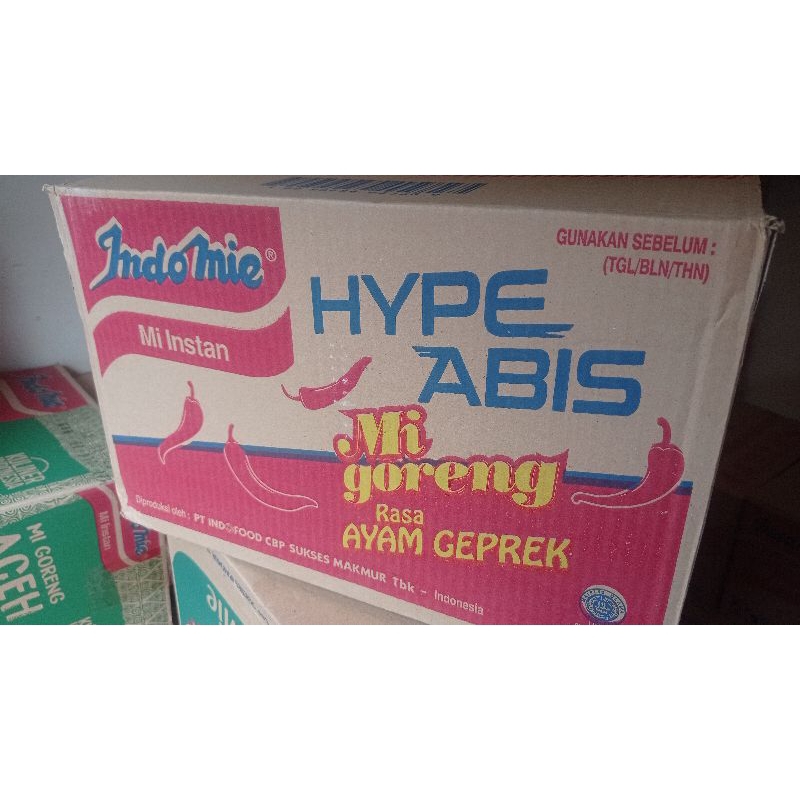 Indomie®
Mi Instan
HYPE
ABIS
GUNAKAN SEBELUM :
(TGL/BLN/THN)
Mi
goreng
Rasa
AYAM GEPREK
Diproduksi oleh : PT INDOFOOD CBP SUKSES MAKMUR Tbk – Indonesia
Mi Instan
MI GORENG
ACEH